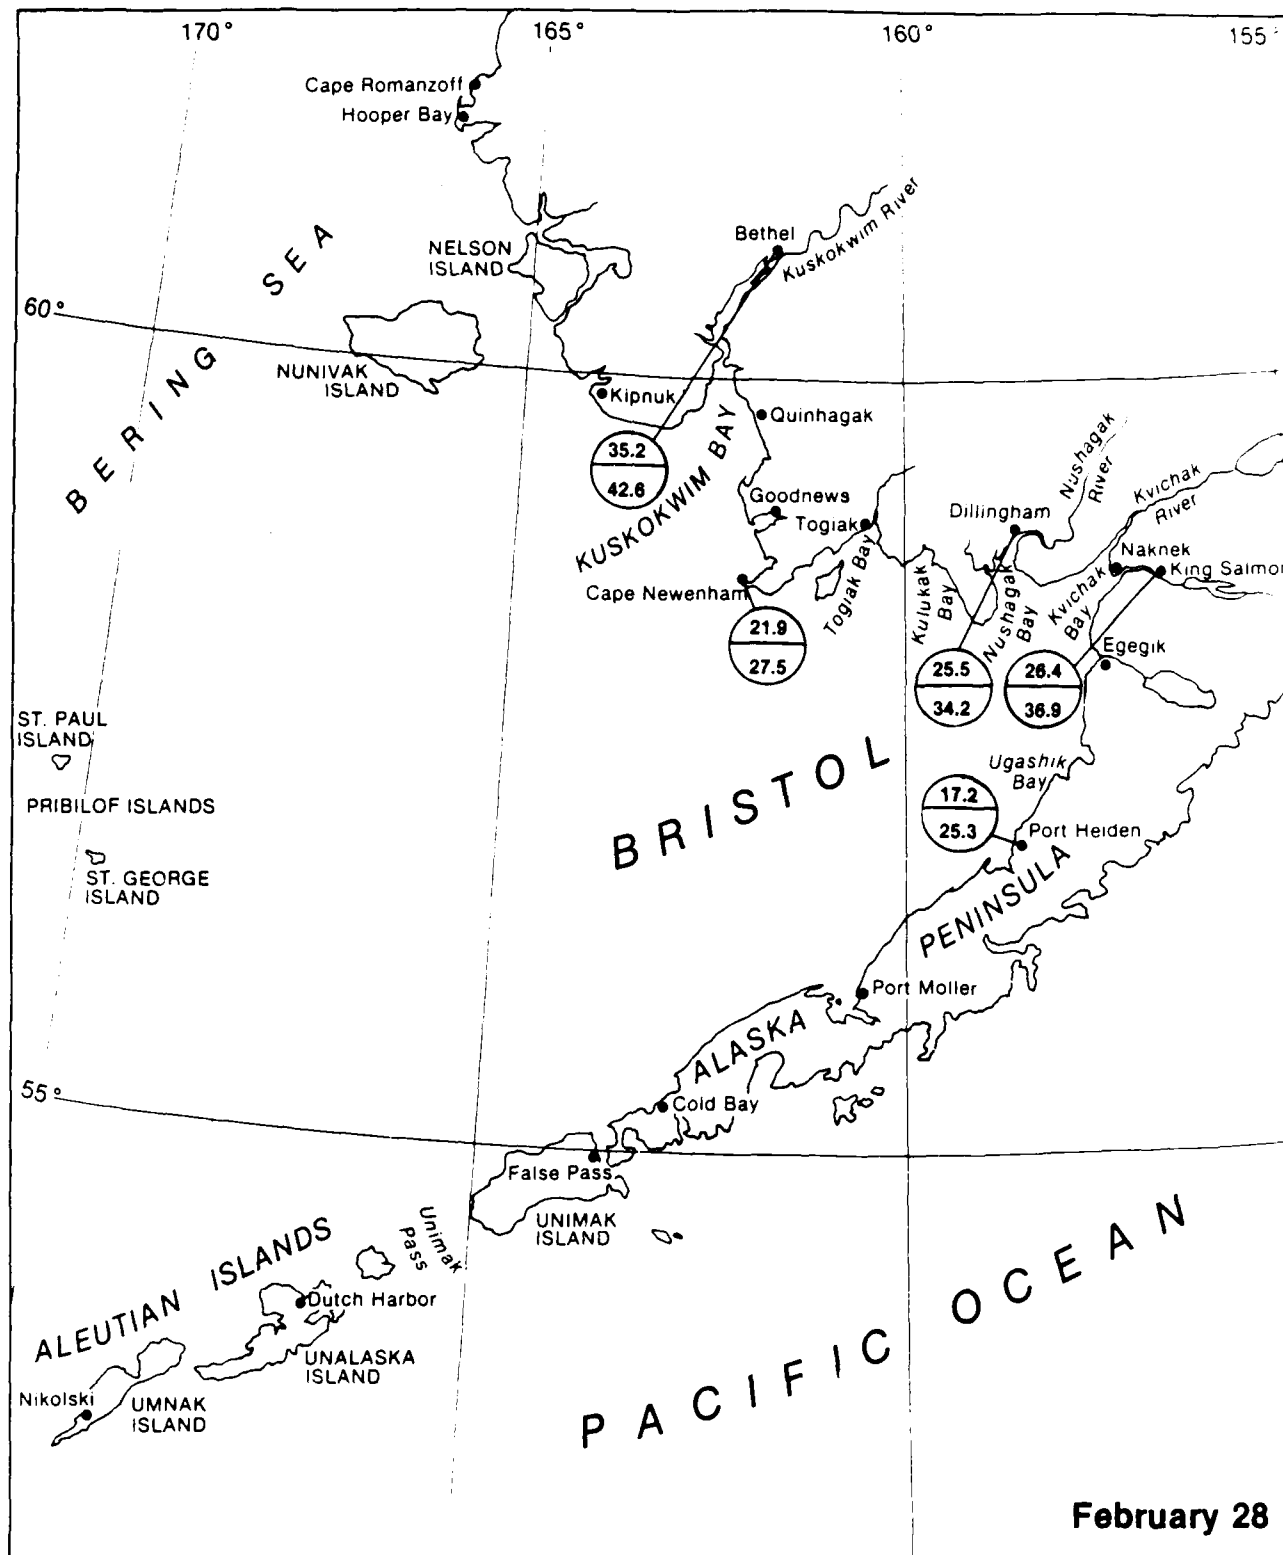 170°
165°
160°
155°
Cape Romanzoff
Hooper Bay
Bethel
Kuskokwim River
NELSON
ISLAND
BERING SEA
60°
NUNIVAK
ISLAND
Kipnuk
Quinhagak
35.2
42.6
KUSKOKWIM BAY
Goodnews
Togiak
Dillingham
Nushagak
River
Kvichak
River
Naknek
King Salmon
Cape Newenham
Togiak Bay
Kulukak
Bay
Nushagak
Bay
Kvichak
Bay
Egegik
21.9
27.5
25.5
34.2
26.4
36.9
ST. PAUL
ISLAND
PRIBILOF ISLANDS
ST. GEORGE
ISLAND
BRISTOL
Ugashik
Bay
17.2
25.3
Port Heiden
ALASKA PENINSULA
Port Moller
55°
Cold Bay
False Pass
UNIMAK
ISLAND
Unimak
Pass
ALEUTIAN ISLANDS
Dutch Harbor
UNALASKA
ISLAND
Nikolski
UMNAK
ISLAND
PACIFIC OCEAN
February 28